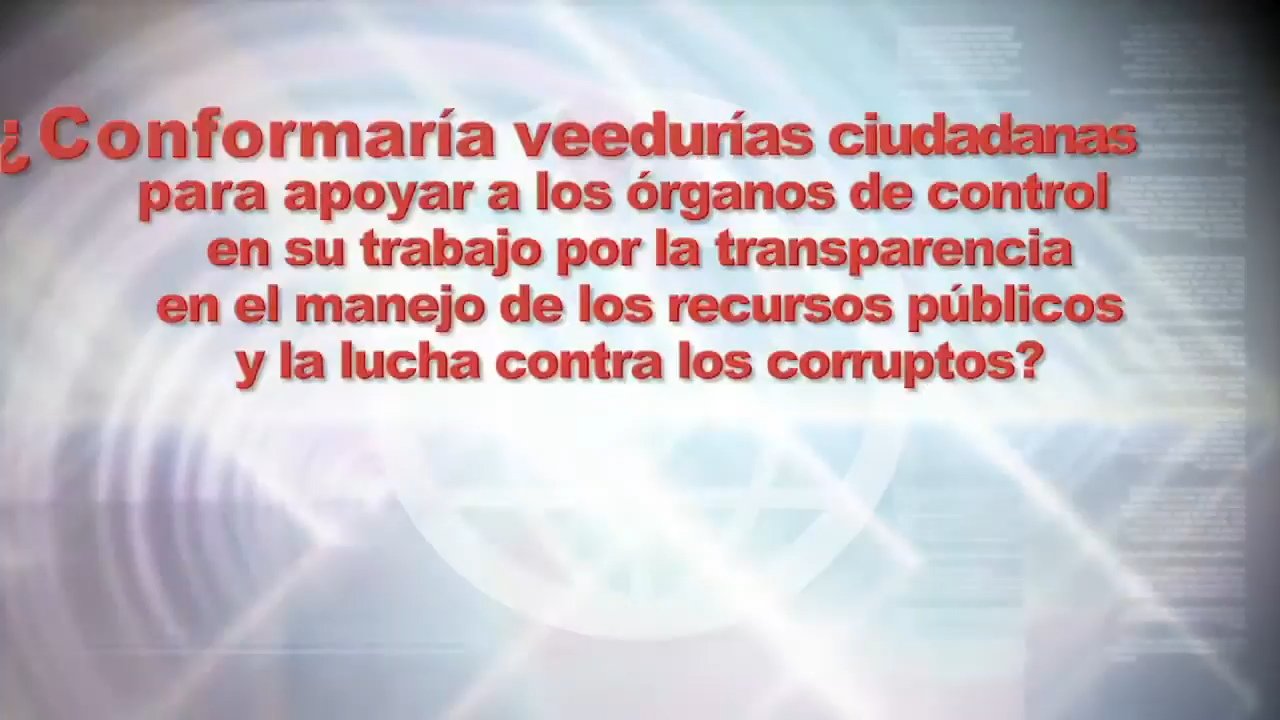 ¿Conformaría veedurías ciudadanas
para apoyar a los órganos de control
en su trabajo por la transparencia
en el manejo de los recursos públicos
y la lucha contra los corruptos?